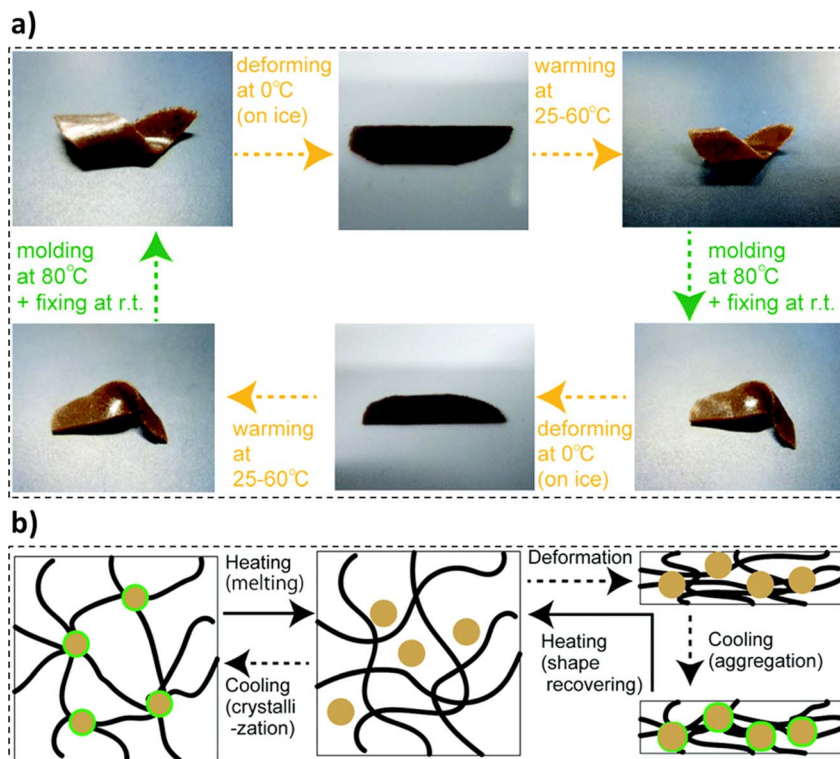 a)
deforming
at 0℃
(on ice)
warming
at
25-60℃
molding
at 80℃
+ fixing at r.t.
molding
at 80℃
+ fixing at r.t.
warming
at
25-60℃
deforming
at 0℃
(on ice)
b)
Heating
(melting)
Cooling
(crystalli
-zation)
Deformation
Heating
(shape
recovering)
Cooling
(aggregation)